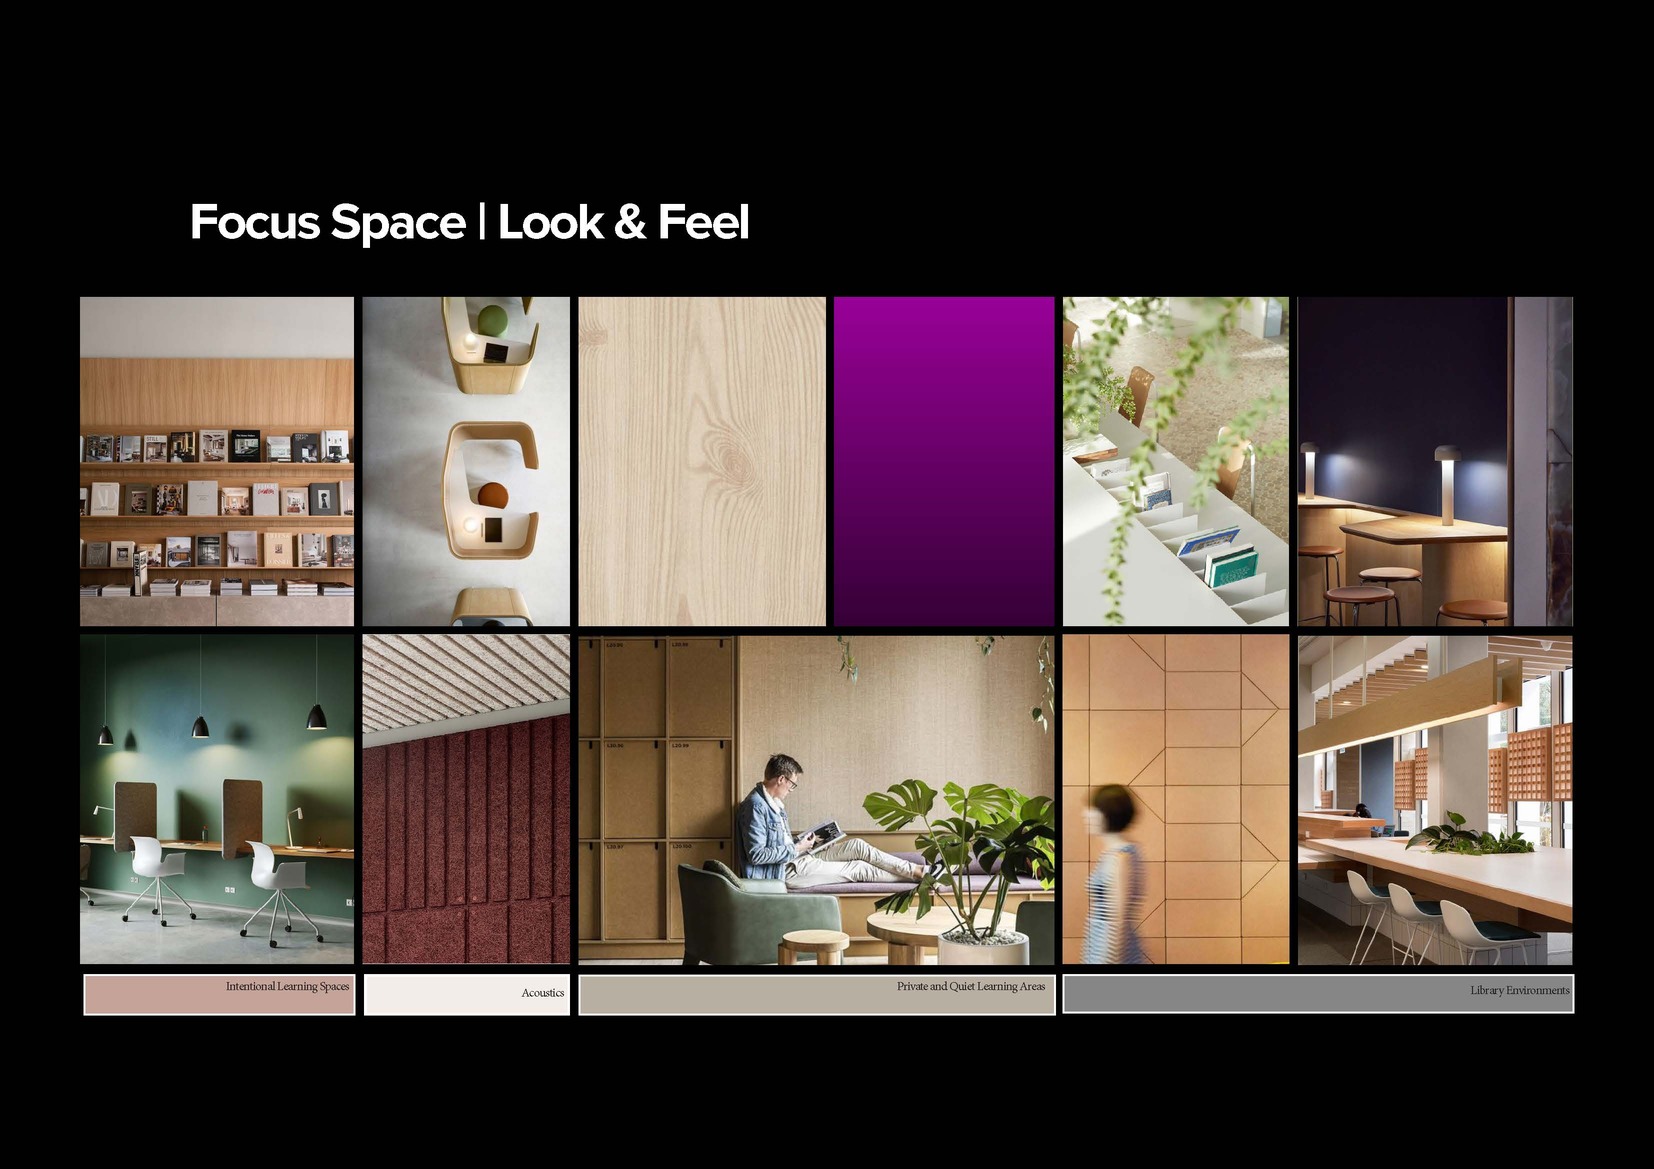 Focus Space | Look & Feel
Intentional Learning Spaces
Acoustics
Private and Quiet Learning Areas
Library Environments